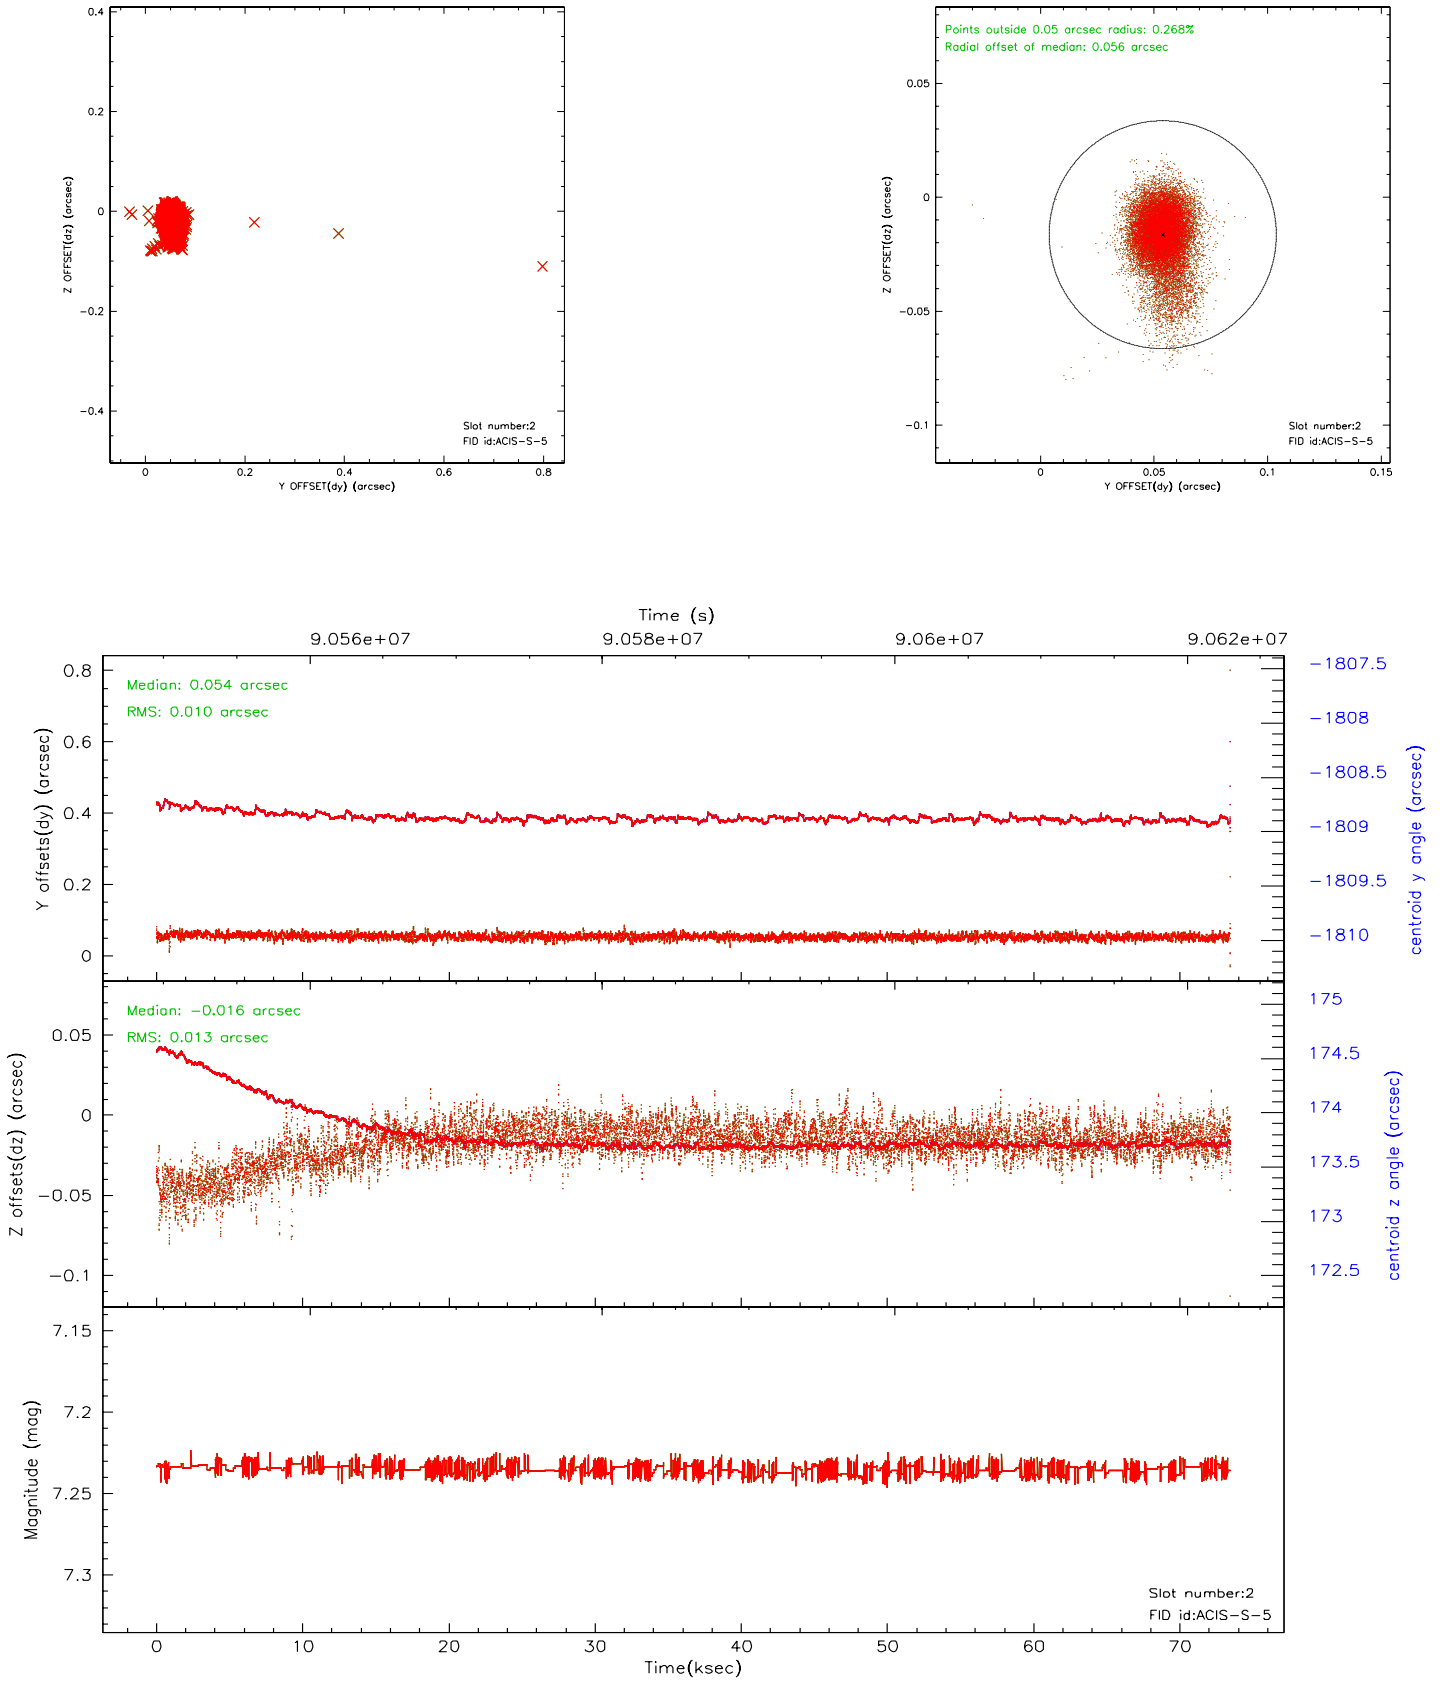 0.4
0.2
0
−0.2
−0.4
Z OFFSET(dz) (arcsec)
Slot number:2
FID id:ACIS−S−5
0 0.2 0.4 0.6 0.8
Y OFFSET(dy) (arcsec)
Points outside 0.05 arcsec radius: 0.268%
Radial offset of median: 0.056 arcsec
0.05
0
−0.05
−0.1
Z OFFSET(dz) (arcsec)
Slot number:2
FID id:ACIS−S−5
0 0.05 0.1 0.15
Y OFFSET(dy) (arcsec)
Time (s)
9.056e+07 9.058e+07 9.06e+07 9.062e+07
Median: 0.054 arcsec
RMS: 0.010 arcsec
0.8
0.6
0.4
0.2
0
Y offsets(dy) (arcsec)
−1807.5
−1808
−1808.5
−1809
−1809.5
−1810
centroid y angle (arcsec)
Median: −0.016 arcsec
RMS: 0.013 arcsec
0.05
0
−0.05
−0.1
Z offsets(dz) (arcsec)
175
174.5
174
173.5
173
172.5
centroid z angle (arcsec)
7.15
7.2
7.25
7.3
Magnitude (mag)
Slot number:2
FID id:ACIS−S−5
0 10 20 30 40 50 60 70
Time(ksec)